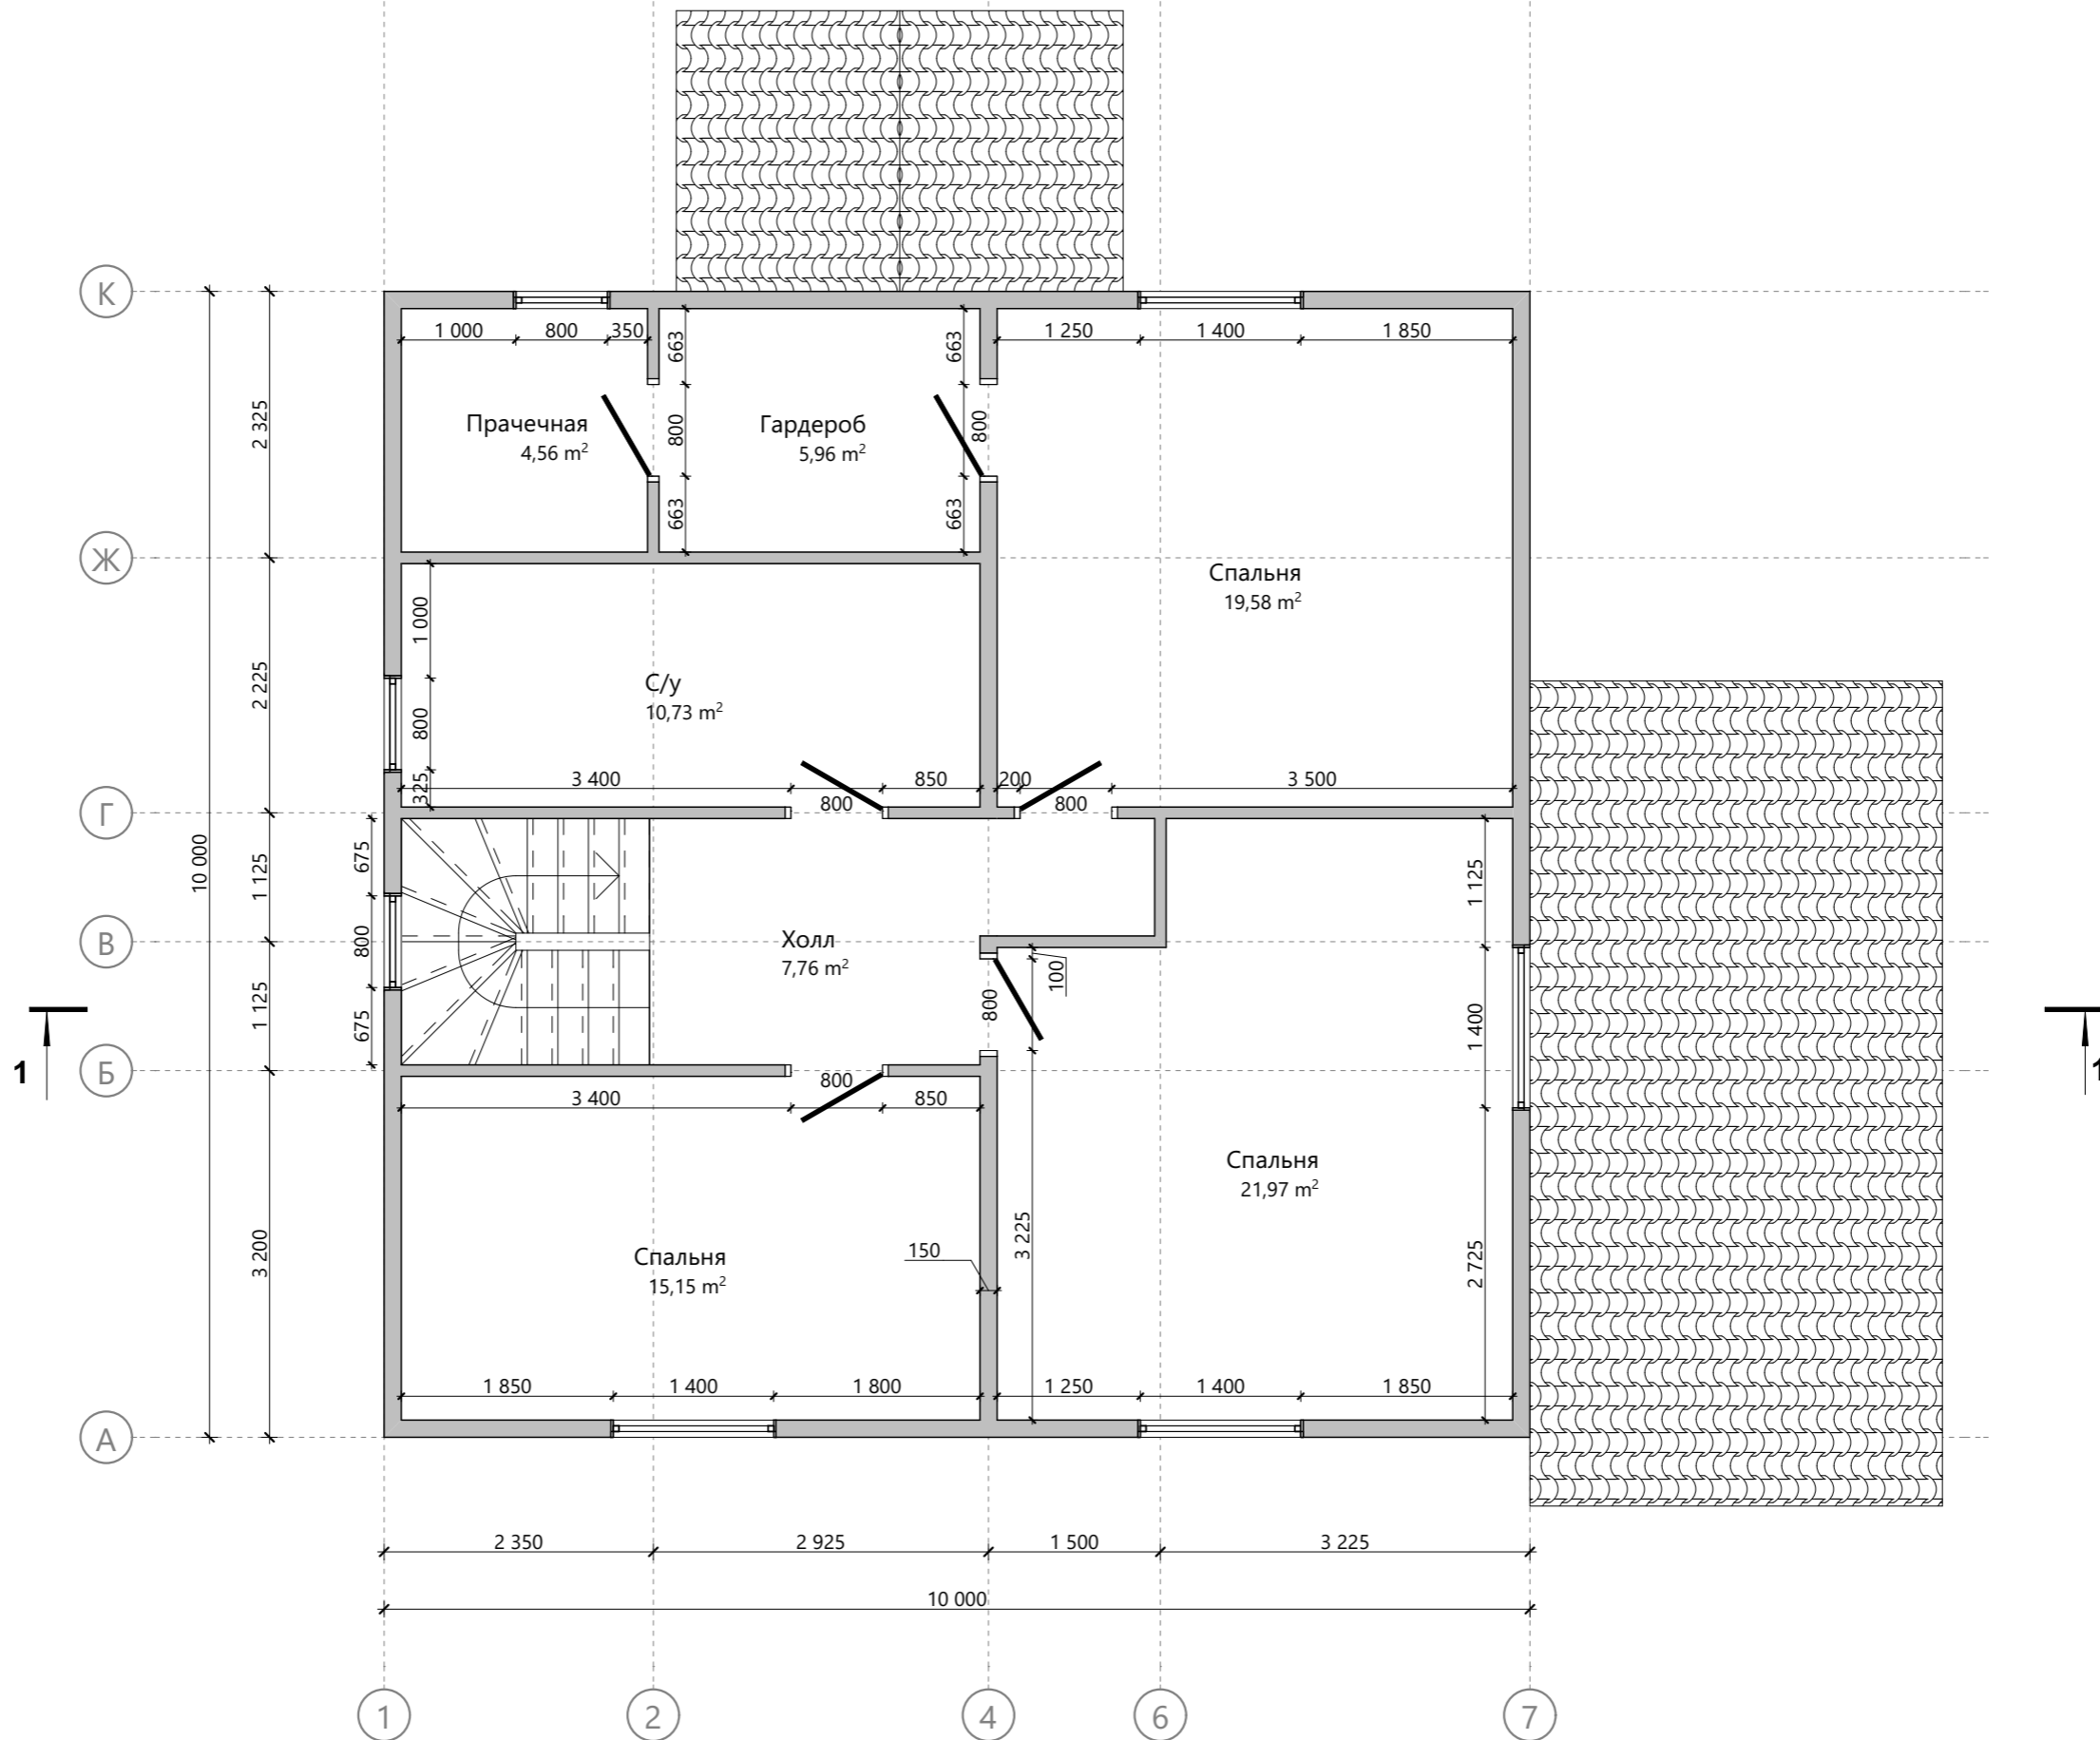 К
1 000 800 350 663 663 1 250 1 400 1 850
2 325
Прачечная
4,56 m²
800
Гардероб
5,96 m²
800
663 663
Ж
Спальня
19,58 m²
1 000
2 225
С/у
10,73 m²
800
325
3 400 800 850 200 800 3 500
Г
10 000
1 125
675
1 125
В
800
Холл
7,76 m²
100
800
1 125
675
1 400
1 1
Б
3 400 800 850
Спальня
21,97 m²
3 200
3 225
150
2 725
Спальня
15,15 m²
1 850 1 400 1 800 1 250 1 400 1 850
А
2 350 2 925 1 500 3 225
10 000
1 2 4 6 7